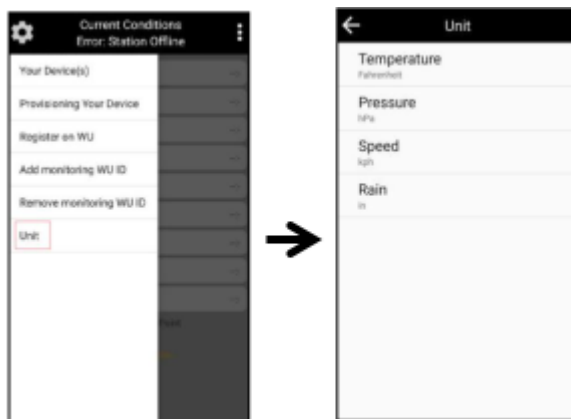 Current Conditions
Error: Station Offline
Your Device(s)
Provisioning Your Device
Register on WU
Add monitoring WU ID
Remove monitoring WU ID
Unit
Unit
Temperature
Fahrenheit
Pressure
hPa
Speed
kph
Rain
in